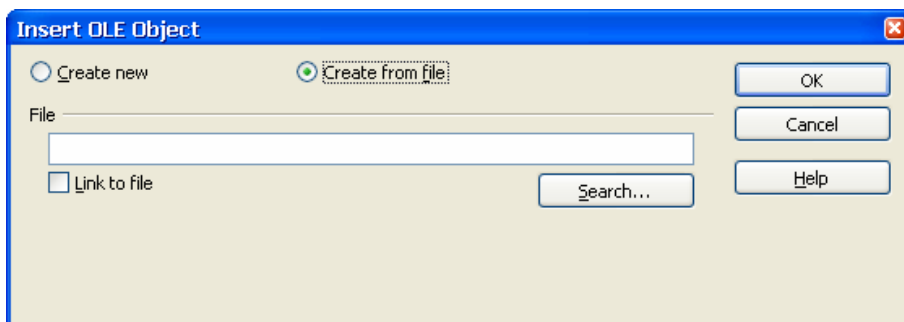 Insert OLE Object
Create new
Create from file
OK
File
Cancel
Link to file
Search...
Help